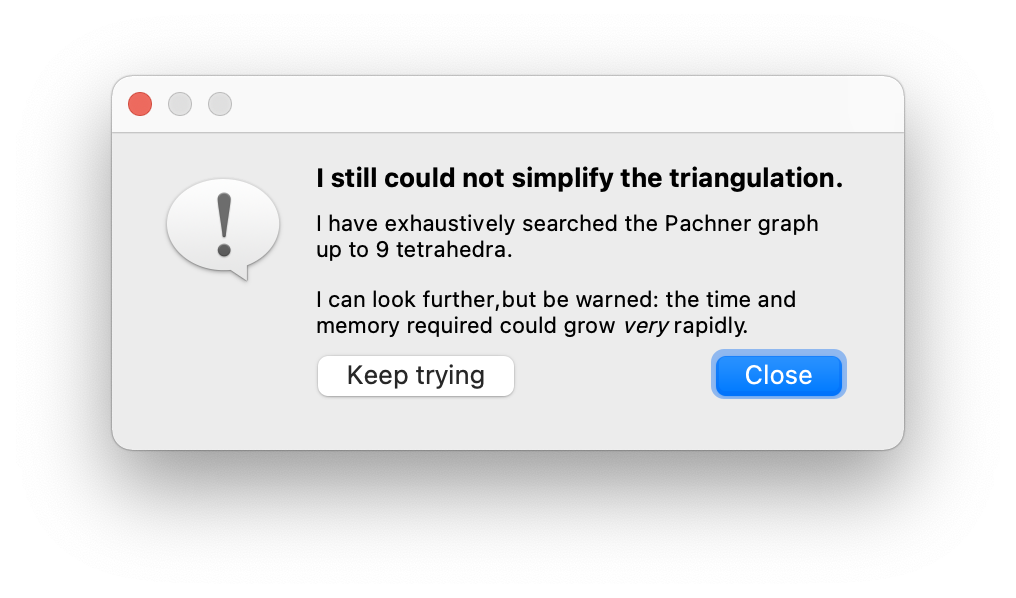 I still could not simplify the triangulation.
I have exhaustively searched the Pachner graph
up to 9 tetrahedra.
I can look further,but be warned: the time and
memory required could grow very rapidly.
Keep trying
Close